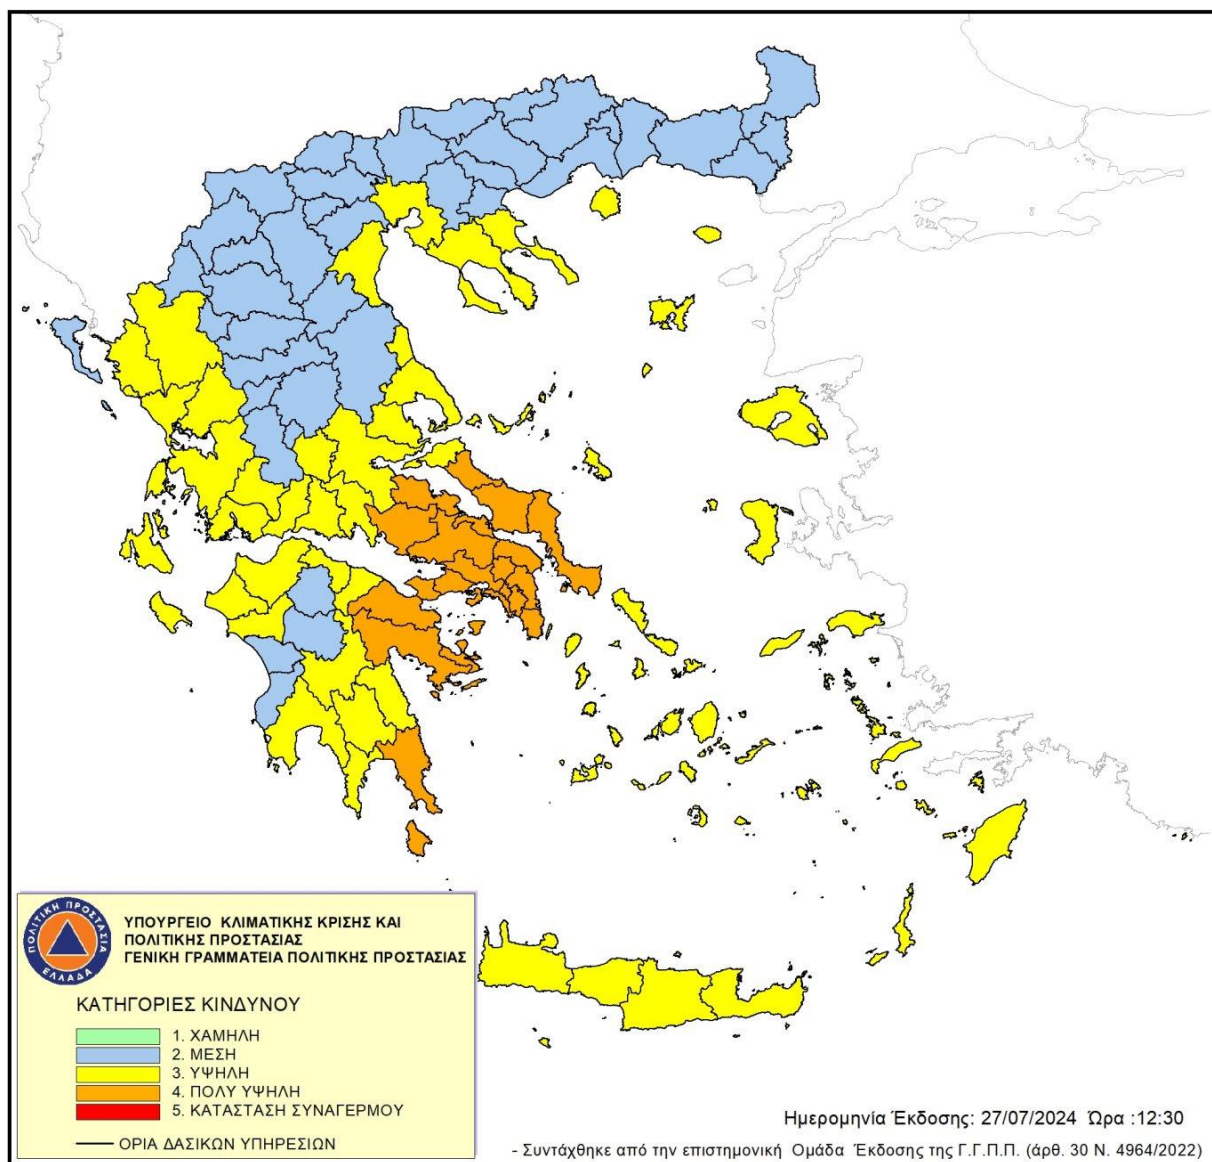 ΠΟΛΙΤΙΚΗ ΠΡΟΣΤΑΣΙΑ
ΕΛΛΑΔΑ
ΥΠΟΥΡΓΕΙΟ ΚΛΙΜΑΤΙΚΗΣ ΚΡΙΣΗΣ ΚΑΙ
ΠΟΛΙΤΙΚΗΣ ΠΡΟΣΤΑΣΙΑΣ
ΓΕΝΙΚΗ ΓΡΑΜΜΑΤΕΙΑ ΠΟΛΙΤΙΚΗΣ ΠΡΟΣΤΑΣΙΑΣ
ΚΑΤΗΓΟΡΙΕΣ ΚΙΝΔΥΝΟΥ
1. ΧΑΜΗΛΗ
2. ΜΕΣΗ
3. ΥΨΗΛΗ
4. ΠΟΛΥ ΥΨΗΛΗ
5. ΚΑΤΑΣΤΑΣΗ ΣΥΝΑΓΕΡΜΟΥ
ΟΡΙΑ ΔΑΣΙΚΩΝ ΥΠΗΡΕΣΙΩΝ
Ημερομηνία Έκδοσης: 27/07/2024 Ώρα :12:30
- Συντάχθηκε από την επιστημονική Ομάδα Έκδοσης της Γ.Γ.Π.Π. (άρθ. 30 Ν. 4964/2022)